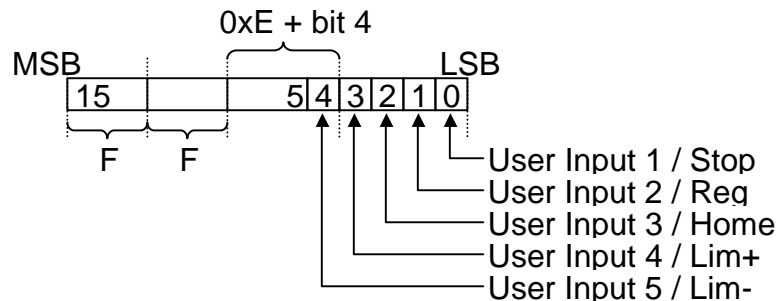 0xE + bit 4
MSB LSB
15 5 4 3 2 1 0
F F
User Input 1 / Stop
User Input 2 / Reg
User Input 3 / Home
User Input 4 / Lim+
User Input 5 / Lim-